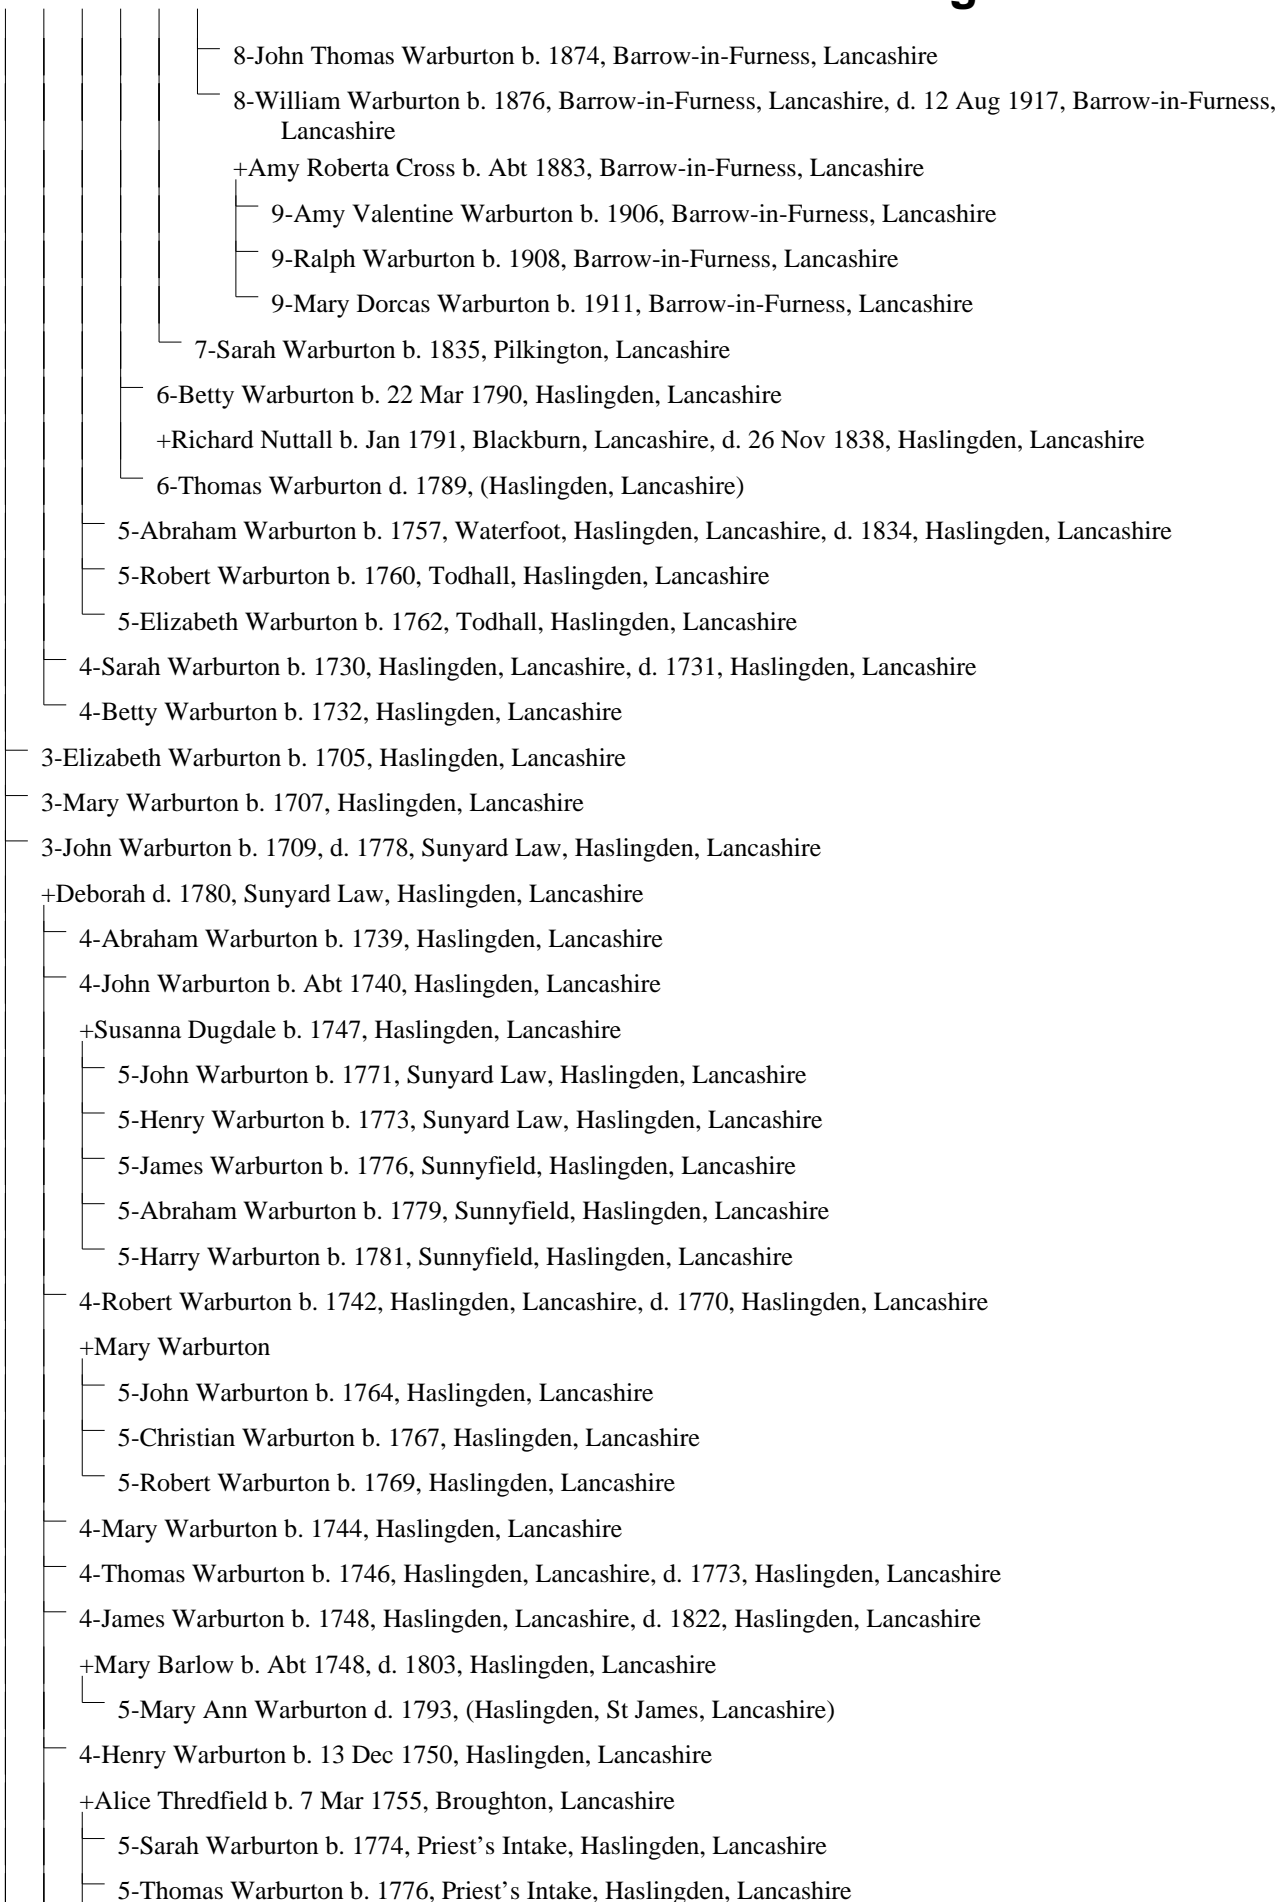 8-John Thomas Warburton b. 1874, Barrow-in-Furness, Lancashire
8-William Warburton b. 1876, Barrow-in-Furness, Lancashire, d. 12 Aug 1917, Barrow-in-Furness,
Lancashire
+Amy Roberta Cross b. Abt 1883, Barrow-in-Furness, Lancashire
9-Amy Valentine Warburton b. 1906, Barrow-in-Furness, Lancashire
9-Ralph Warburton b. 1908, Barrow-in-Furness, Lancashire
9-Mary Dorcas Warburton b. 1911, Barrow-in-Furness, Lancashire
7-Sarah Warburton b. 1835, Pilkington, Lancashire
6-Betty Warburton b. 22 Mar 1790, Haslingden, Lancashire
+Richard Nuttall b. Jan 1791, Blackburn, Lancashire, d. 26 Nov 1838, Haslingden, Lancashire
6-Thomas Warburton d. 1789, (Haslingden, Lancashire)
5-Abraham Warburton b. 1757, Waterfoot, Haslingden, Lancashire, d. 1834, Haslingden, Lancashire
5-Robert Warburton b. 1760, Todhall, Haslingden, Lancashire
5-Elizabeth Warburton b. 1762, Todhall, Haslingden, Lancashire
4-Sarah Warburton b. 1730, Haslingden, Lancashire, d. 1731, Haslingden, Lancashire
4-Betty Warburton b. 1732, Haslingden, Lancashire
3-Elizabeth Warburton b. 1705, Haslingden, Lancashire
3-Mary Warburton b. 1707, Haslingden, Lancashire
3-John Warburton b. 1709, d. 1778, Sunyard Law, Haslingden, Lancashire
+Deborah d. 1780, Sunyard Law, Haslingden, Lancashire
4-Abraham Warburton b. 1739, Haslingden, Lancashire
4-John Warburton b. Abt 1740, Haslingden, Lancashire
+Susanna Dugdale b. 1747, Haslingden, Lancashire
5-John Warburton b. 1771, Sunyard Law, Haslingden, Lancashire
5-Henry Warburton b. 1773, Sunyard Law, Haslingden, Lancashire
5-James Warburton b. 1776, Sunnyfield, Haslingden, Lancashire
5-Abraham Warburton b. 1779, Sunnyfield, Haslingden, Lancashire
5-Harry Warburton b. 1781, Sunnyfield, Haslingden, Lancashire
4-Robert Warburton b. 1742, Haslingden, Lancashire, d. 1770, Haslingden, Lancashire
+Mary Warburton
5-John Warburton b. 1764, Haslingden, Lancashire
5-Christian Warburton b. 1767, Haslingden, Lancashire
5-Robert Warburton b. 1769, Haslingden, Lancashire
4-Mary Warburton b. 1744, Haslingden, Lancashire
4-Thomas Warburton b. 1746, Haslingden, Lancashire, d. 1773, Haslingden, Lancashire
4-James Warburton b. 1748, Haslingden, Lancashire, d. 1822, Haslingden, Lancashire
+Mary Barlow b. Abt 1748, d. 1803, Haslingden, Lancashire
5-Mary Ann Warburton d. 1793, (Haslingden, St James, Lancashire)
4-Henry Warburton b. 13 Dec 1750, Haslingden, Lancashire
+Alice Thredfield b. 7 Mar 1755, Broughton, Lancashire
5-Sarah Warburton b. 1774, Priest's Intake, Haslingden, Lancashire
5-Thomas Warburton b. 1776, Priest's Intake, Haslingden, Lancashire